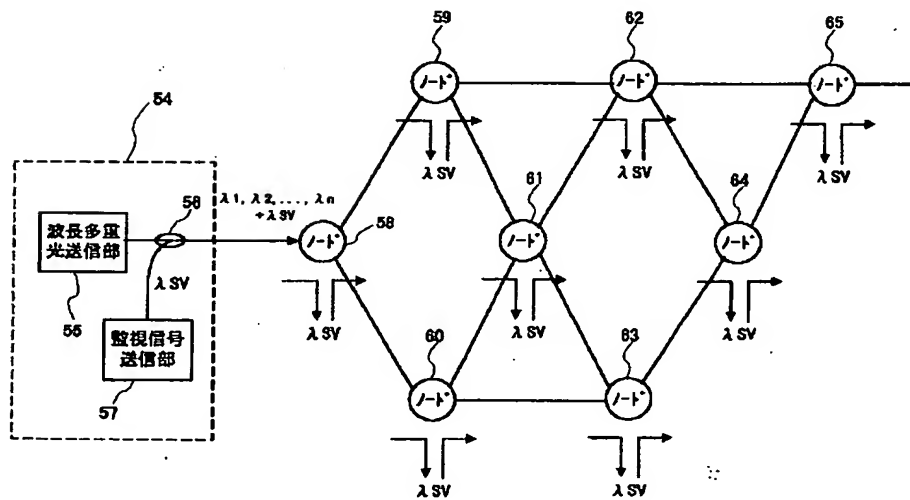 59
62
65
ノード
ノード
ノード
54
λSV
λSV
λSV
61
64
56
λ1, λ2, ..., λn
+λSV
波長多重
光送信部
ノード
58
ノード
ノード
λSV
55
監視信号
送信部
λSV
λSV
λSV
60
63
57
ノード
ノード
λSV
λSV